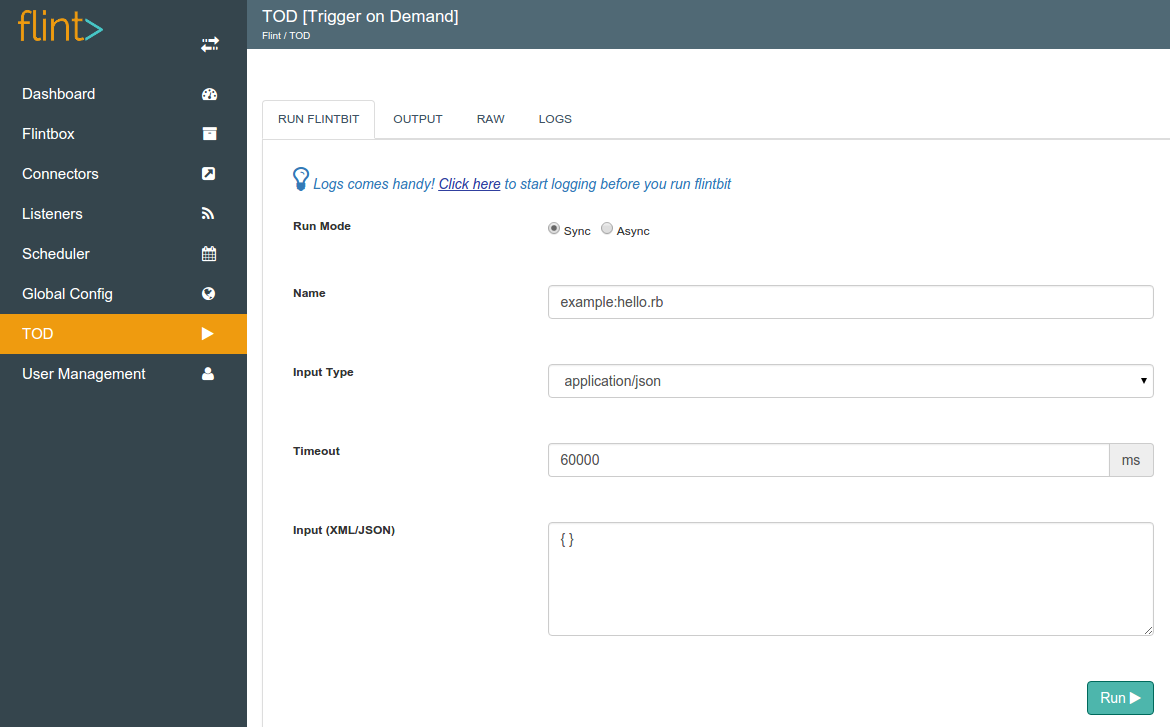 flint
Dashboard
Flintbox
Connectors
Listeners
Scheduler
Global Config
TOD
User Management
TOD [Trigger on Demand]
Flint / TOD
RUN FLINTBIT OUTPUT RAW LOGS
Logs comes handy! Click here to start logging before you run flintbit
Run Mode Sync Async
Name example:hello.rb
Input Type application/json
Timeout 60000 ms
Input (XML/JSON) { }
Run